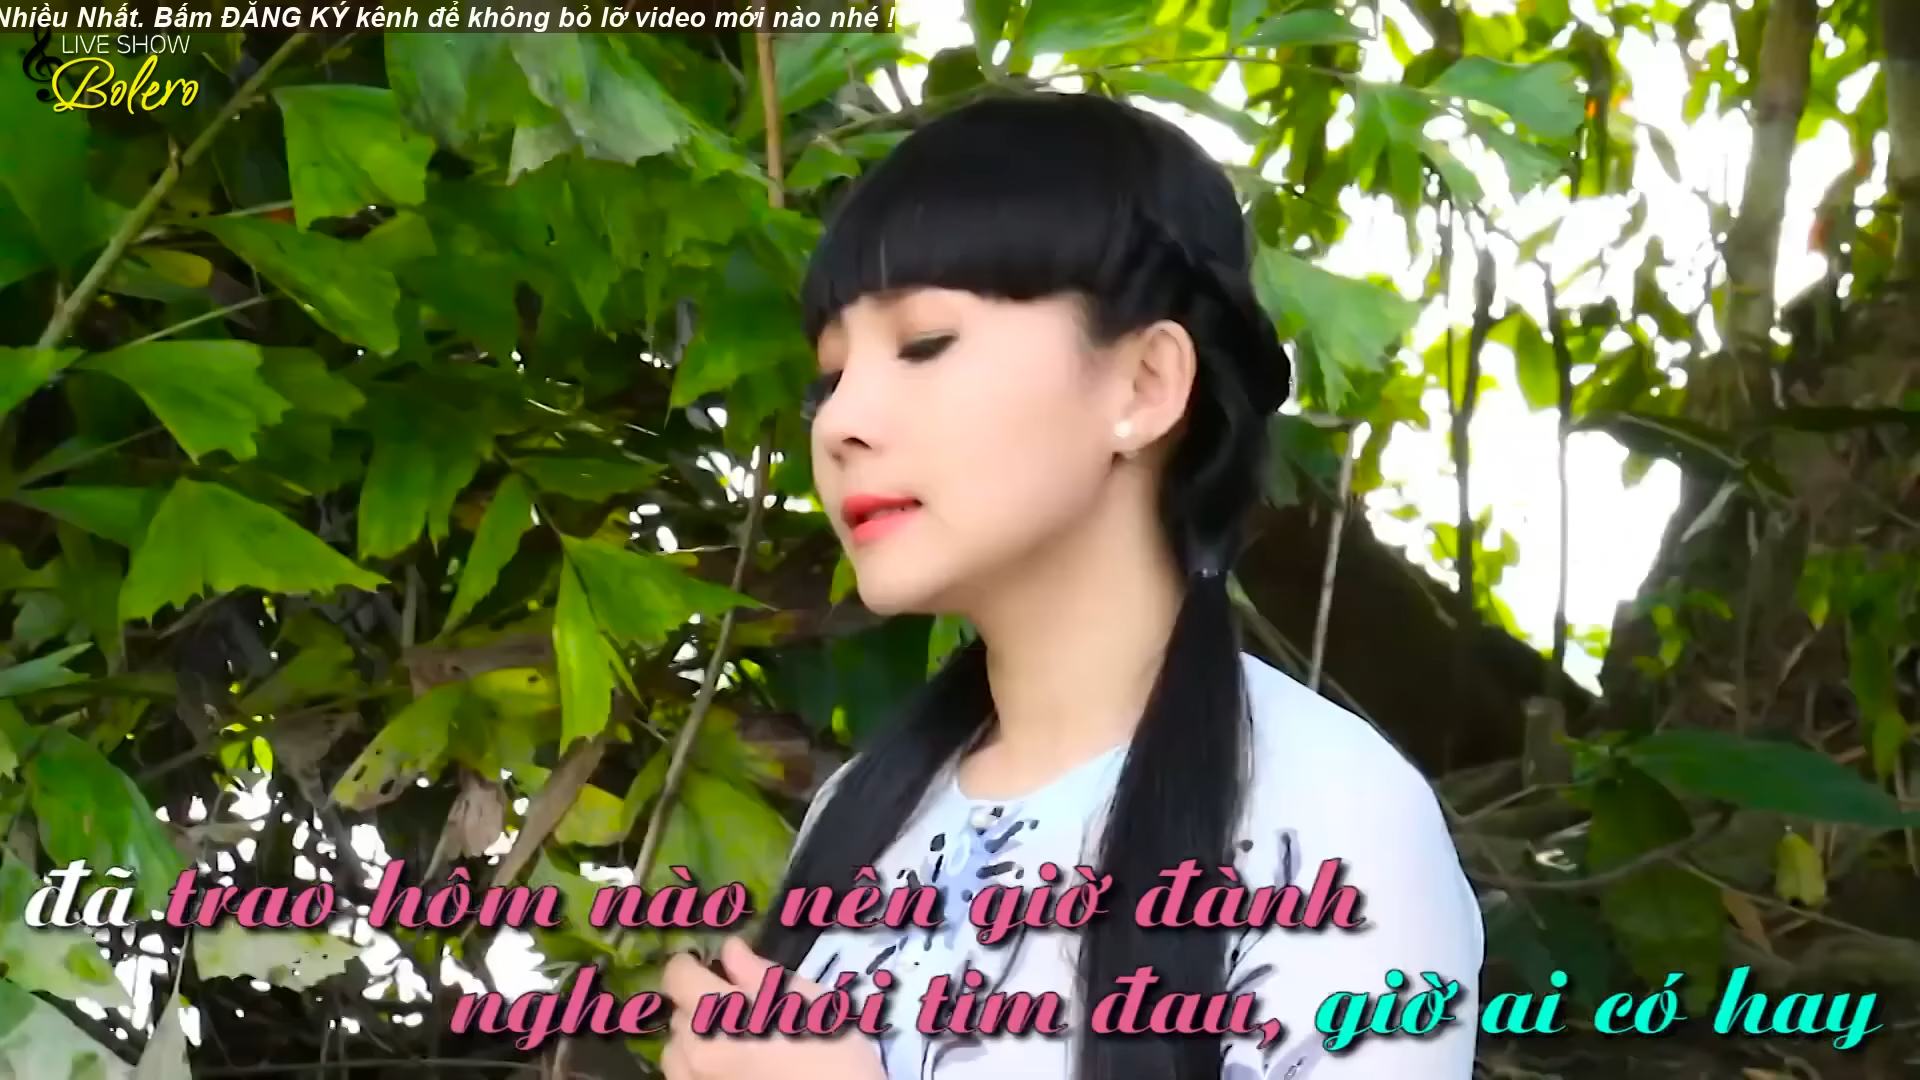 Nhiều Nhất. Bấm ĐĂNG KÝ kênh để không bỏ lỡ video mới nào nhé !
LIVE SHOW
Bolero
đã trao hôm nào nên giờ đành
nghe nhói tim đau, giờ ai có hay